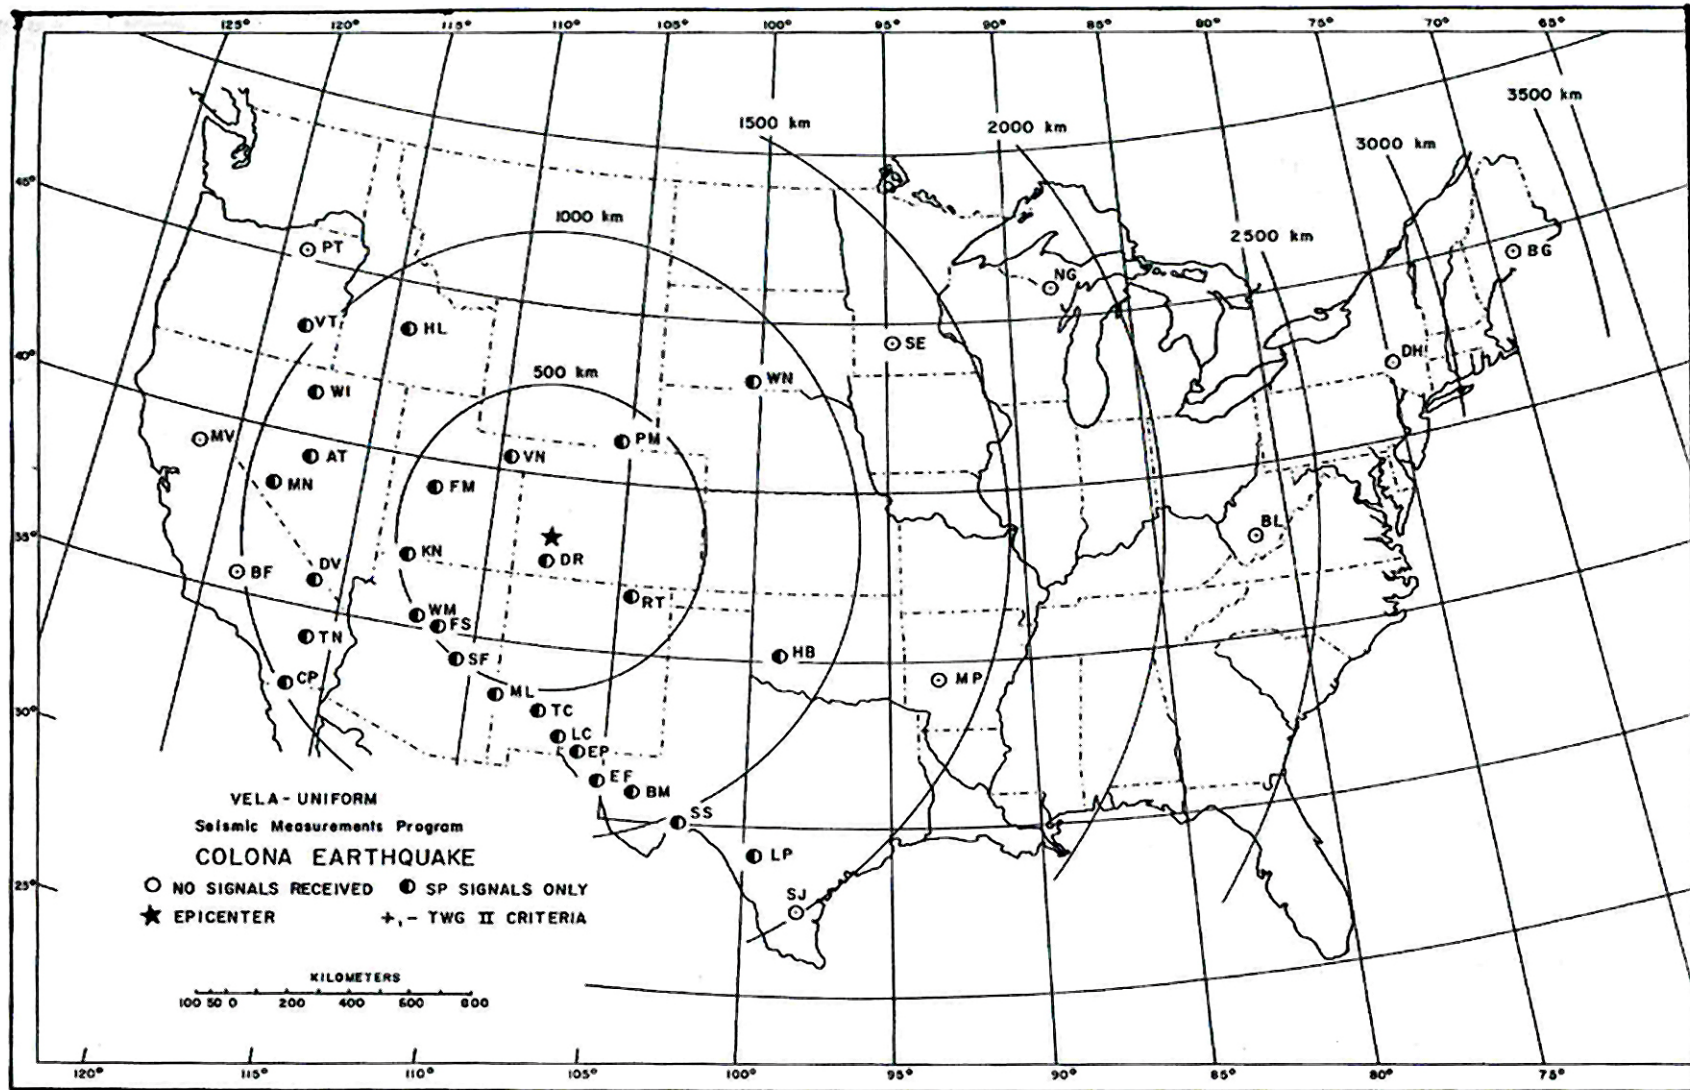 125° 120° 115° 110° 105° 100° 95° 90° 85° 80° 75° 70° 65°
3500 km
1500 km
2000 km
3000 km
45°
1000 km
2500 km
PT
BG
NG
VT
HL
SE
DH
40°
500 km
WN
WI
MV
PM
AT
VN
MN
FM
BL
35°
KN
DR
BF
DV
RT
WM
FS
TN
SF
HB
CP
ML
MP
TC
30°
LC
EP
EF
BM
SS
LP
SJ
VELA-UNIFORM
Seismic Measurements Program
COLONA EARTHQUAKE
NO SIGNALS RECEIVED SP SIGNALS ONLY
25°
EPICENTER +,- TWG II CRITERIA
KILOMETERS
100 50 0 200 400 600 800
120° 115° 110° 105° 100° 95° 90° 85° 80° 75°